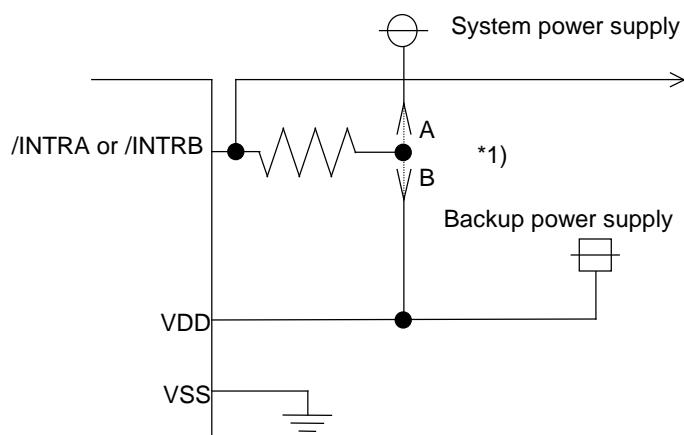 System power supply
A
/INTRA or /INTRB
*1)
B
Backup power supply
VDD
VSS